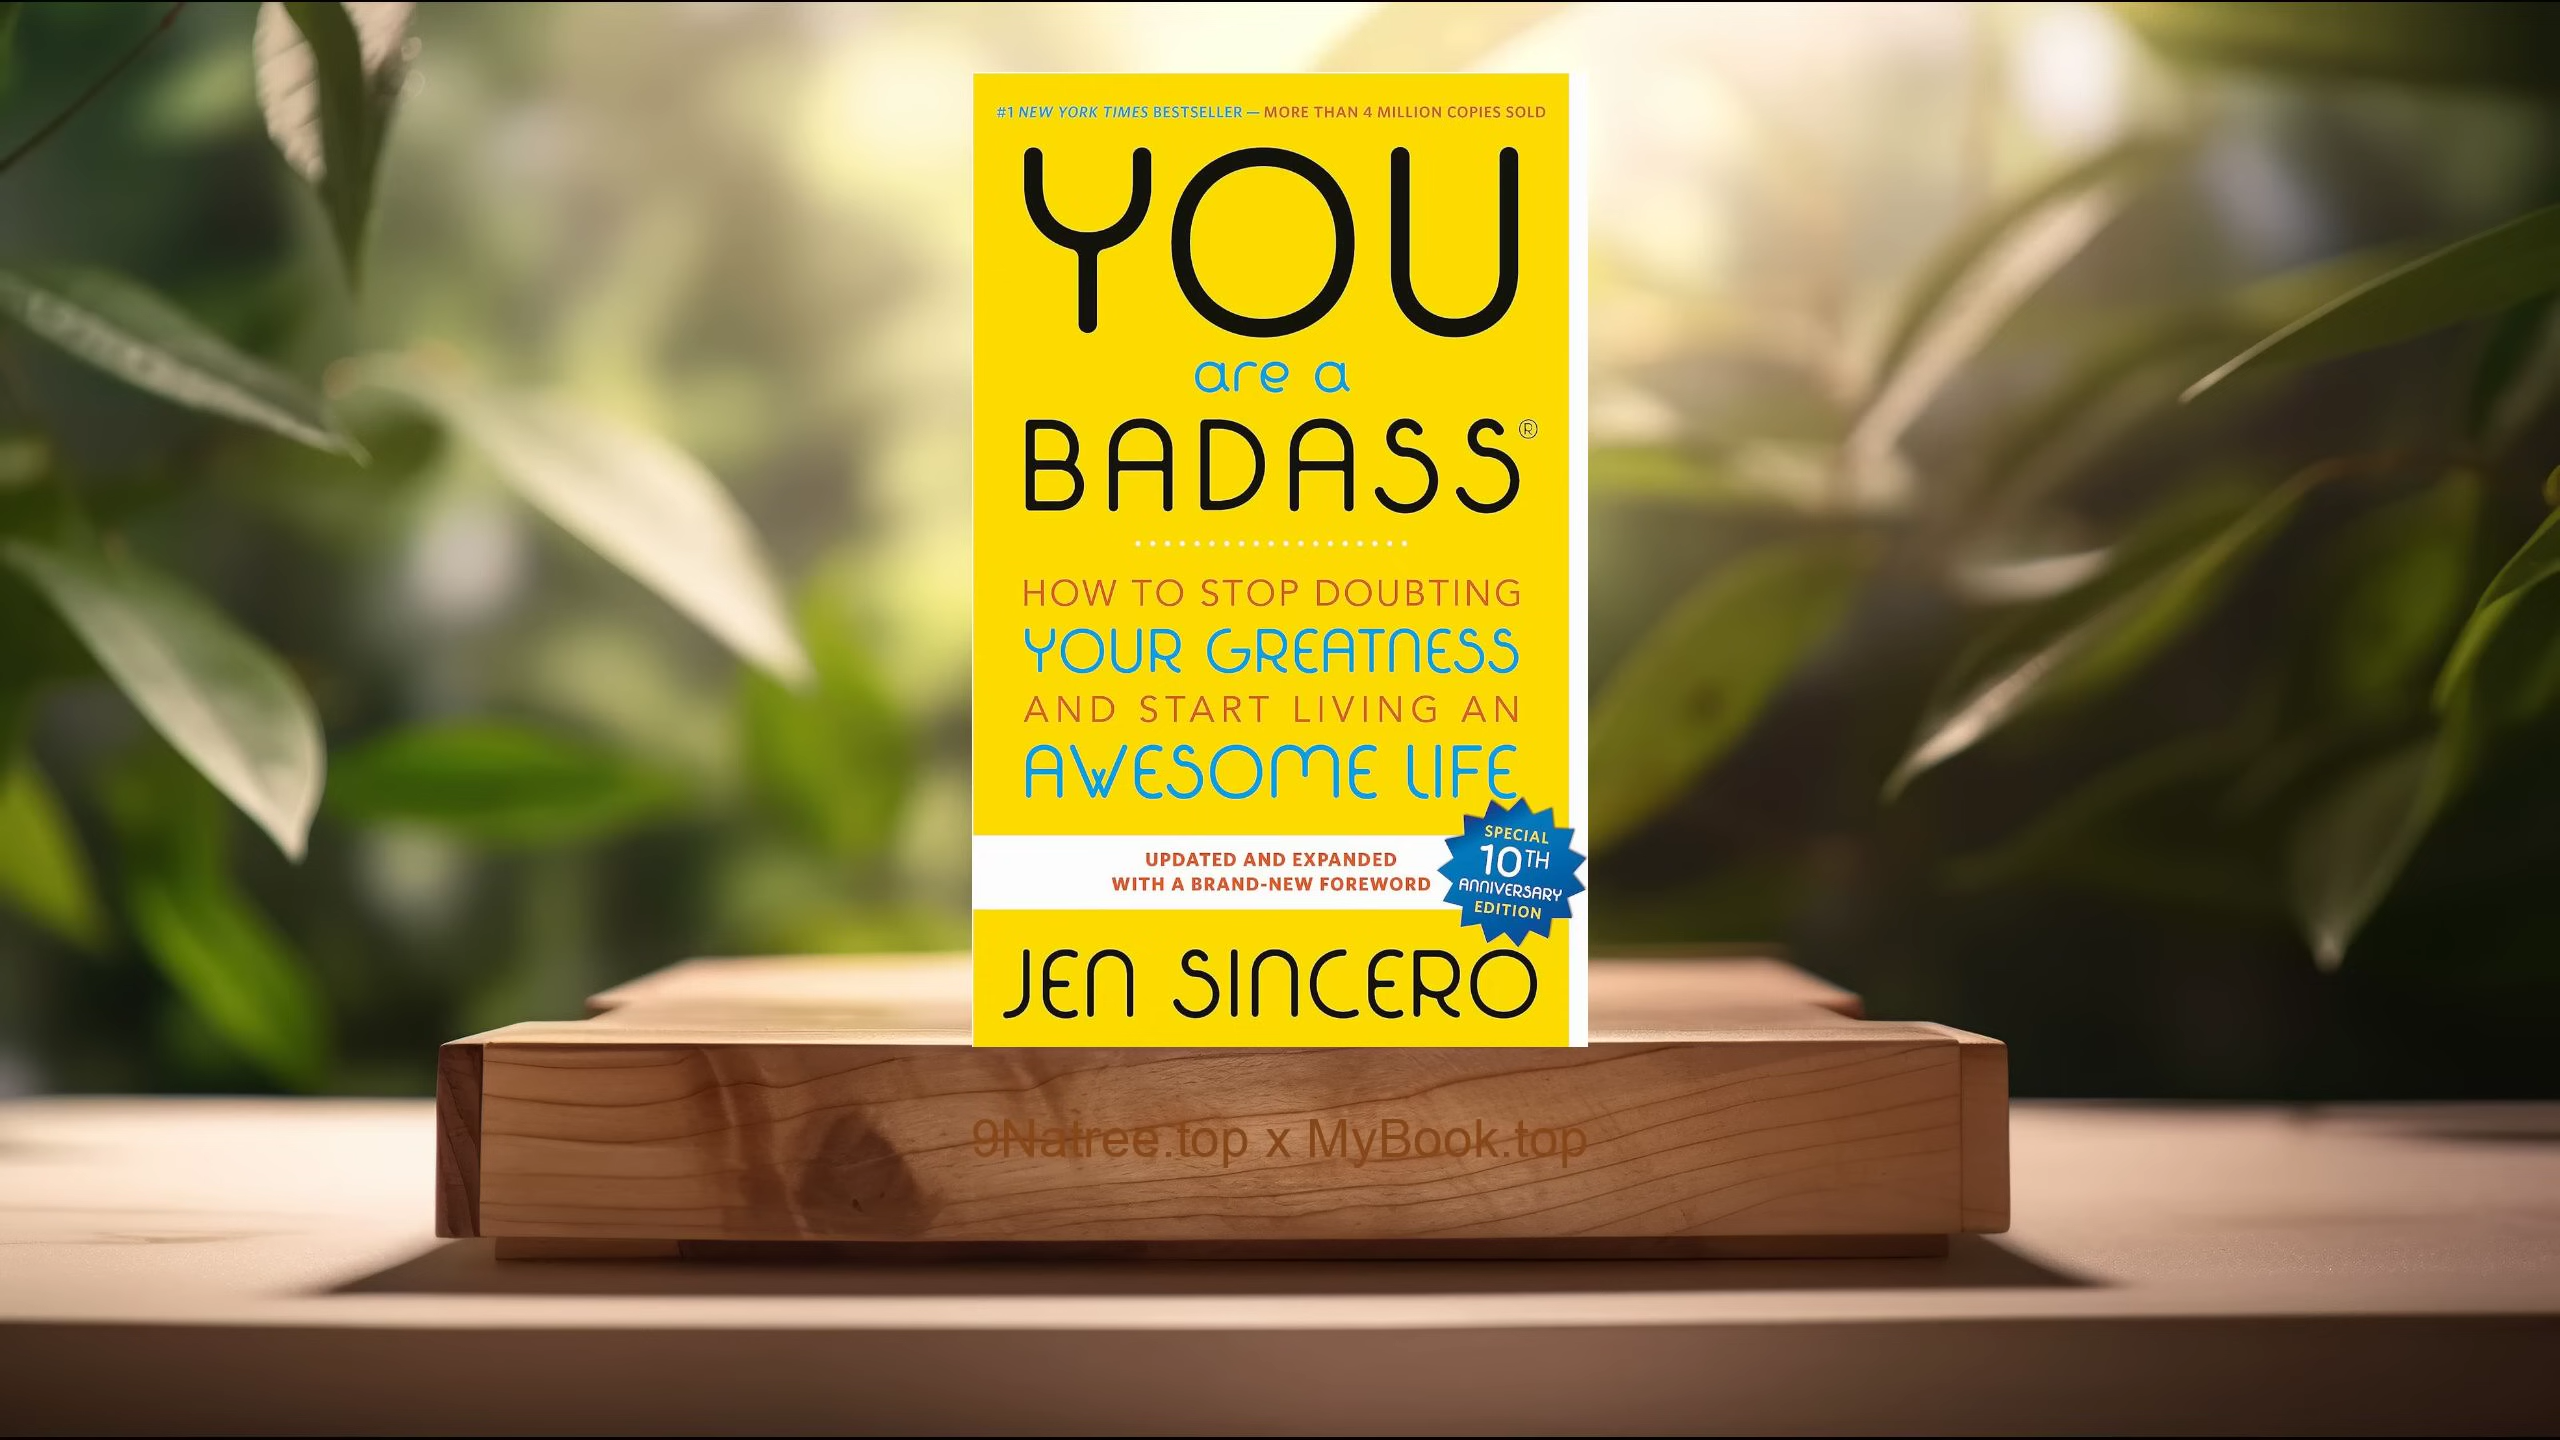 #1 NEW YORK TIMES BESTSELLER — MORE THAN 4 MILLION COPIES SOLD
YOU
are a
BADASS®
HOW TO STOP DOUBTING
YOUR GREATNESS
AND START LIVING AN
AWESOME LIFE
UPDATED AND EXPANDED
WITH A BRAND-NEW FOREWORD
SPECIAL
10TH
ANNIVERSARY
EDITION
JEN SINCERO
9Natree.top x MyBook.top